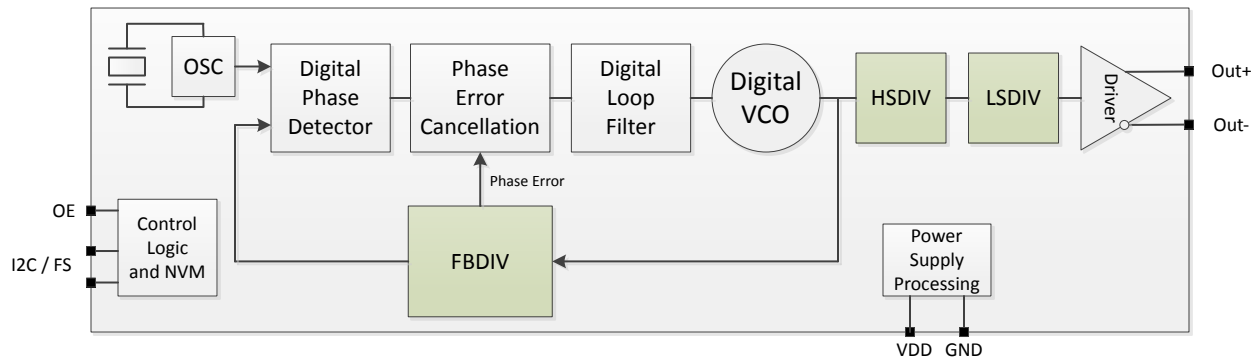 OSC
Digital
Phase
Detector
Phase
Error
Cancellation
Digital
Loop
Filter
Digital
VCO
HSDIV
LSDIV
Driver
Out+
Out-
Phase Error
OE
I2C / FS
Control
Logic
and NVM
FBDIV
Power
Supply
Processing
VDD
GND